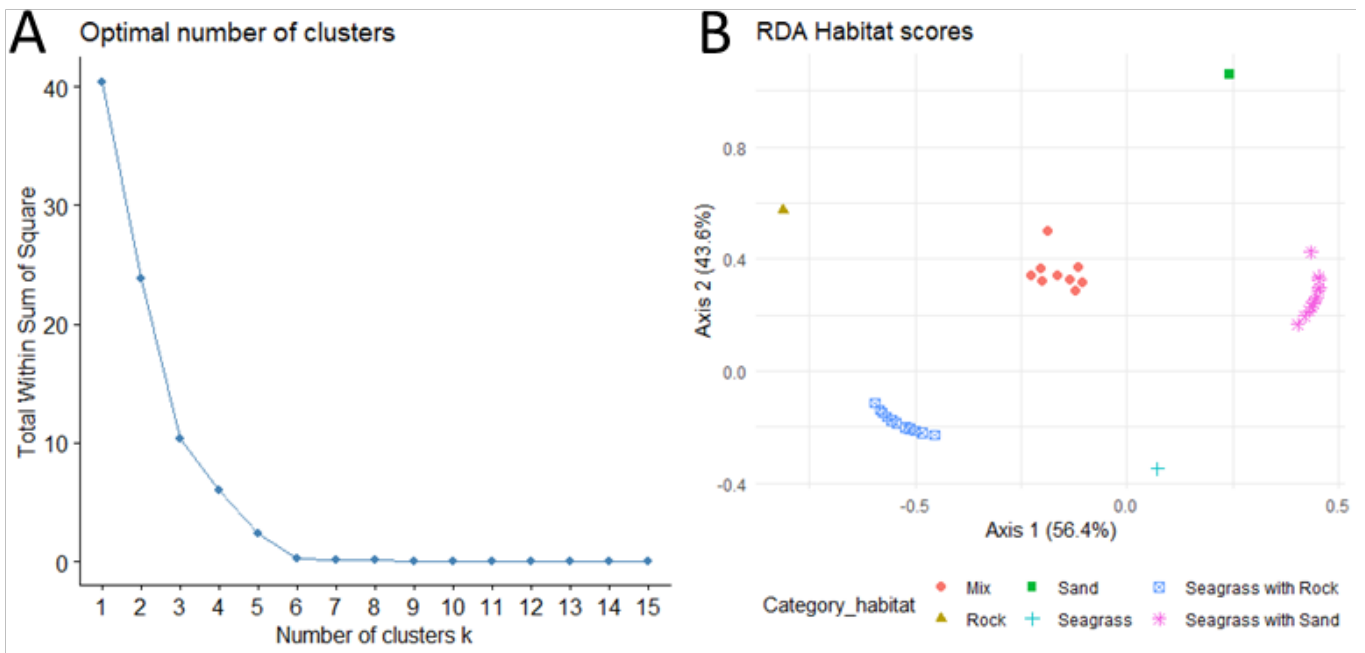 A Optimal number of clusters
40
30
20
10
0
Total Within Sum of Square
1 2 3 4 5 6 7 8 9 10 11 12 13 14 15
Number of clusters k
B RDA Habitat scores
0.8
0.4
0.0
-0.4
Axis 2 (43.6%)
-0.5 0.0 0.5
Axis 1 (56.4%)
Category_habitat
Mix Sand Seagrass with Rock
Rock Seagrass Seagrass with Sand